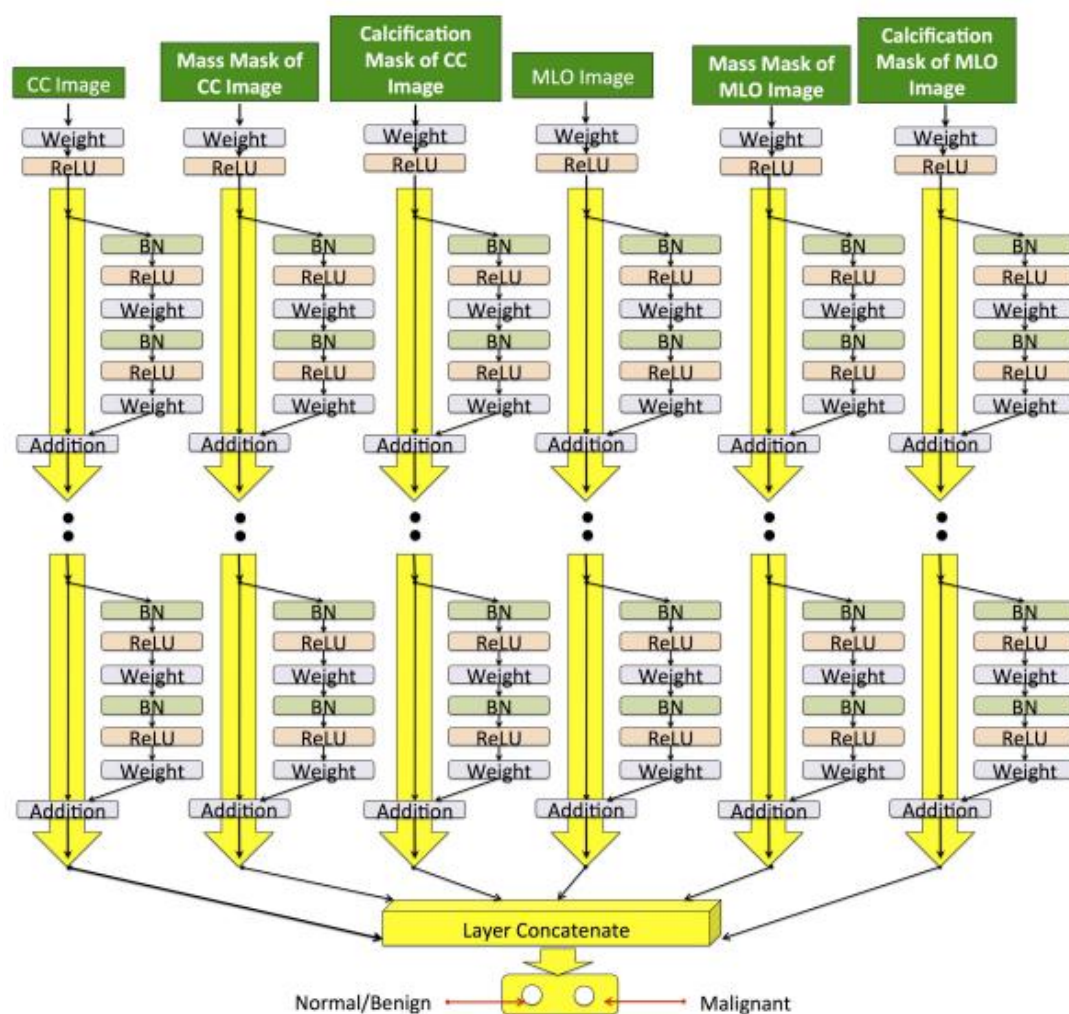 CC Image
Mass Mask of
CC Image
Calcification
Mask of CC
Image
MLO Image
Mass Mask of
MLO Image
Calcification
Mask of MLO
Image
Weight Weight Weight Weight Weight Weight
ReLU ReLU ReLU ReLU ReLU ReLU
BN BN BN BN BN BN
ReLU ReLU ReLU ReLU ReLU ReLU
Weight Weight Weight Weight Weight Weight
BN BN BN BN BN BN
ReLU ReLU ReLU ReLU ReLU ReLU
Weight Weight Weight Weight Weight Weight
Addition Addition Addition Addition Addition Addition
BN BN BN BN BN BN
ReLU ReLU ReLU ReLU ReLU ReLU
Weight Weight Weight Weight Weight Weight
BN BN BN BN BN BN
ReLU ReLU ReLU ReLU ReLU ReLU
Weight Weight Weight Weight Weight Weight
Addition Addition Addition Addition Addition Addition
Layer Concatenate
Normal/Benign Malignant